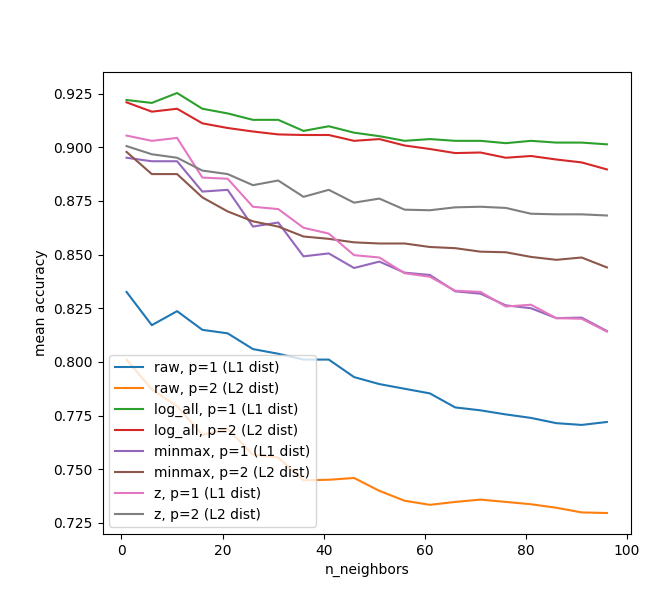 0.925
0.900
0.875
0.850
0.825
0.800
0.775
0.750
0.725
mean accuracy
raw, p=1 (L1 dist)
raw, p=2 (L2 dist)
log_all, p=1 (L1 dist)
log_all, p=2 (L2 dist)
minmax, p=1 (L1 dist)
minmax, p=2 (L2 dist)
z, p=1 (L1 dist)
z, p=2 (L2 dist)
0 20 40 60 80 100
n_neighbors